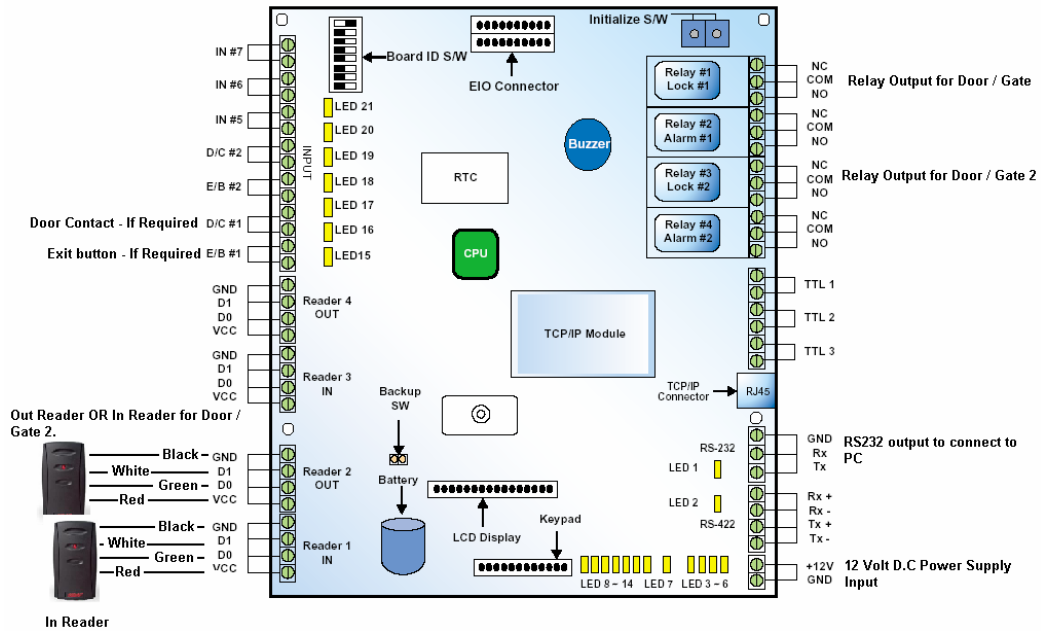 Initialize S/W
IN #7
Board ID S/W
EIO Connector
IN #6
IN #5
D/C #2
E/B #2
Door Contact - If Required D/C #1
Exit button - If Required E/B #1
INPUT
LED 21
LED 20
LED 19
LED 18
LED 17
LED 16
LED15
RTC
CPU
Buzzer
Relay #1
Lock #1
Relay #2
Alarm #1
Relay #3
Lock #2
Relay #4
Alarm #2
NC
COM
NO
Relay Output for Door / Gate
NC
COM
NO
NC
COM
NO
Relay Output for Door / Gate 2
NC
COM
NO
TTL 1
TTL 2
TTL 3
TCP/IP Module
TCP/IP
Connector
RJ45
GND
D1
D0
VCC
Reader 4
OUT
GND
D1
D0
VCC
Reader 3
IN
Backup
SW
Out Reader OR In Reader for Door /
Gate 2.
Black
White
Green
Red
GND
D1
D0
VCC
Reader 2
OUT
Battery
LCD Display
Keypad
Black
White
Green
Red
GND
D1
D0
VCC
Reader 1
IN
In Reader
RS-232
LED 1
LED 2
RS-422
GND
Rx
Tx
RS232 output to connect to
PC
Rx +
Rx -
Tx +
Tx -
LED 8 ~ 14
LED 7
LED 3 ~ 6
+12V
GND
12 Volt D.C Power Supply
Input